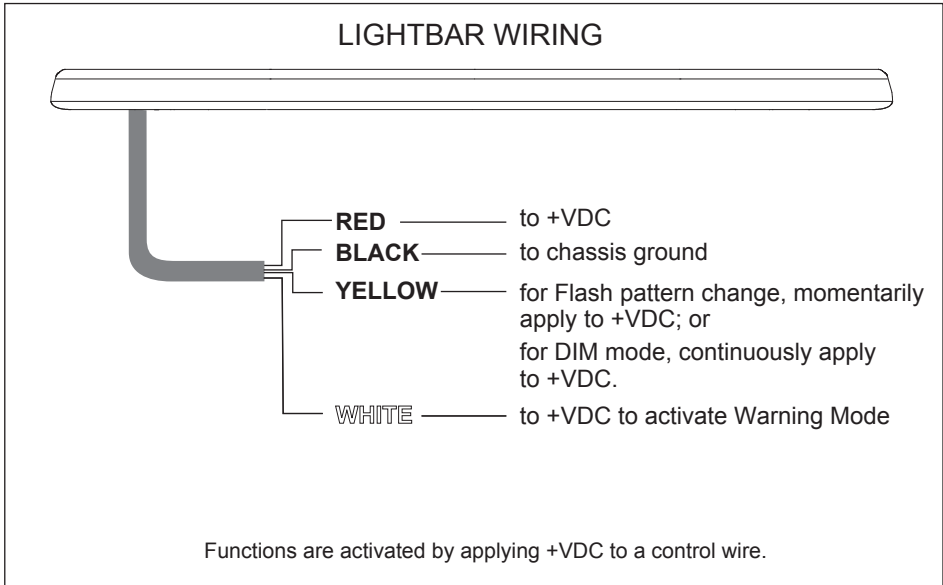 LIGHTBAR WIRING
RED to +VDC
BLACK to chassis ground
YELLOW for Flash pattern change, momentarily
apply to +VDC; or
for DIM mode, continuously apply
to +VDC.
WHITE to +VDC to activate Warning Mode
Functions are activated by applying +VDC to a control wire.